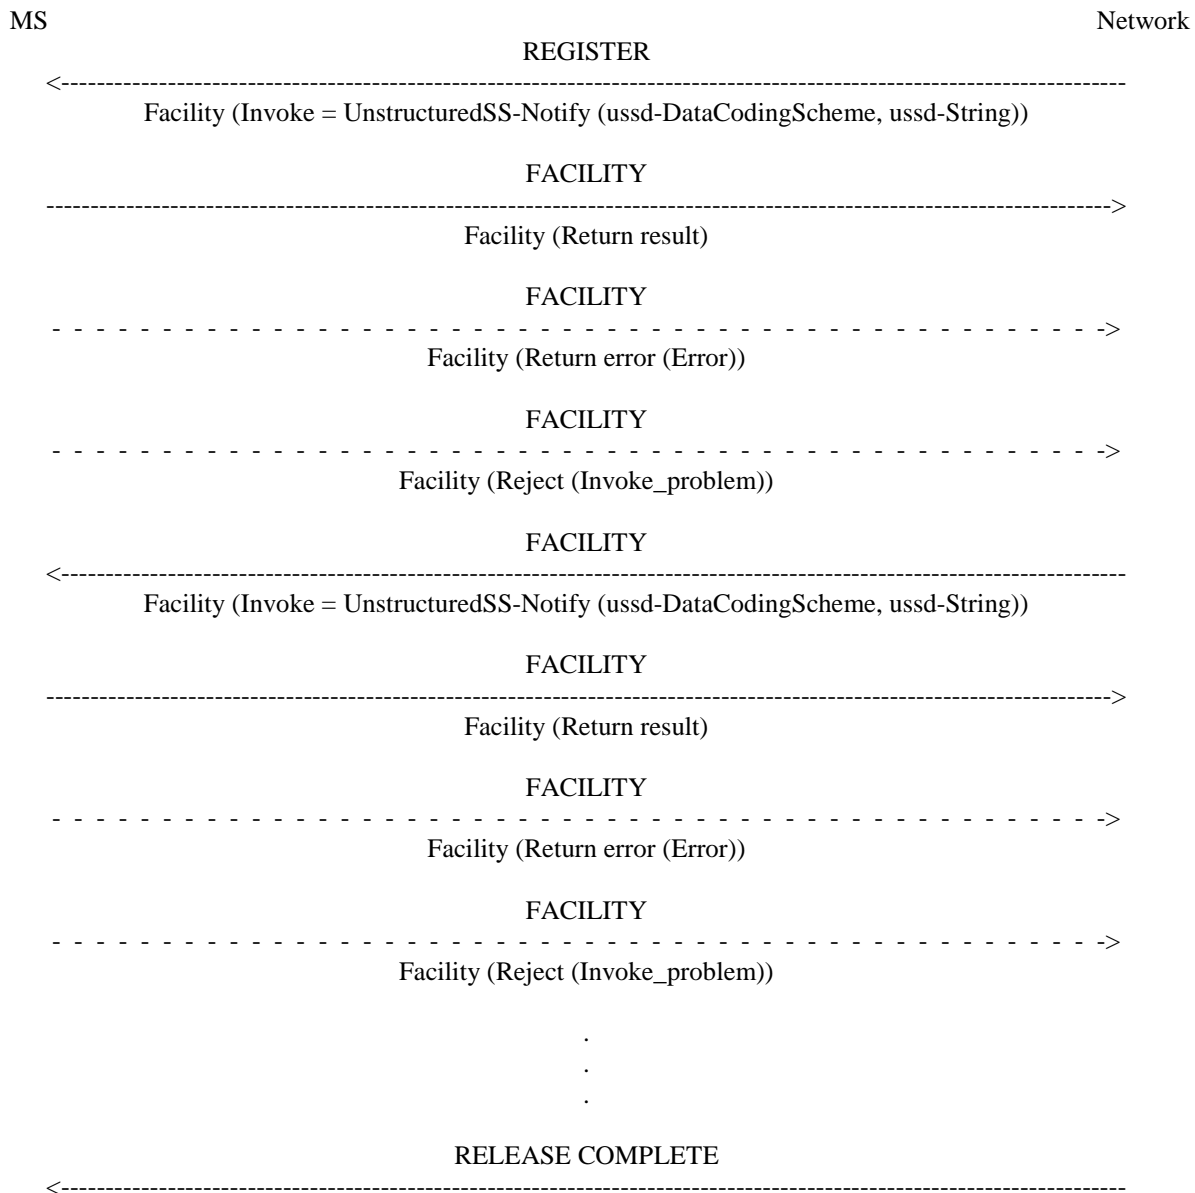 MS Network
REGISTER
<------------------------------------------------------------------------------------------------------------------------
Facility (Invoke = UnstructuredSS-Notify (ussd-DataCodingScheme, ussd-String))
FACILITY
------------------------------------------------------------------------------------------------------------------------>
Facility (Return result)
FACILITY
- - - - - - - - - - - - - - - - - - - - - - - - - - - - - - - - - - - - - - - - - - - - - - - ->
Facility (Return error (Error))
FACILITY
- - - - - - - - - - - - - - - - - - - - - - - - - - - - - - - - - - - - - - - - - - - - - - - ->
Facility (Reject (Invoke_problem))
FACILITY
<------------------------------------------------------------------------------------------------------------------------
Facility (Invoke = UnstructuredSS-Notify (ussd-DataCodingScheme, ussd-String))
FACILITY
------------------------------------------------------------------------------------------------------------------------>
Facility (Return result)
FACILITY
- - - - - - - - - - - - - - - - - - - - - - - - - - - - - - - - - - - - - - - - - - - - - - - ->
Facility (Return error (Error))
FACILITY
- - - - - - - - - - - - - - - - - - - - - - - - - - - - - - - - - - - - - - - - - - - - - - - ->
Facility (Reject (Invoke_problem))
.
.
.
RELEASE COMPLETE
<------------------------------------------------------------------------------------------------------------------------